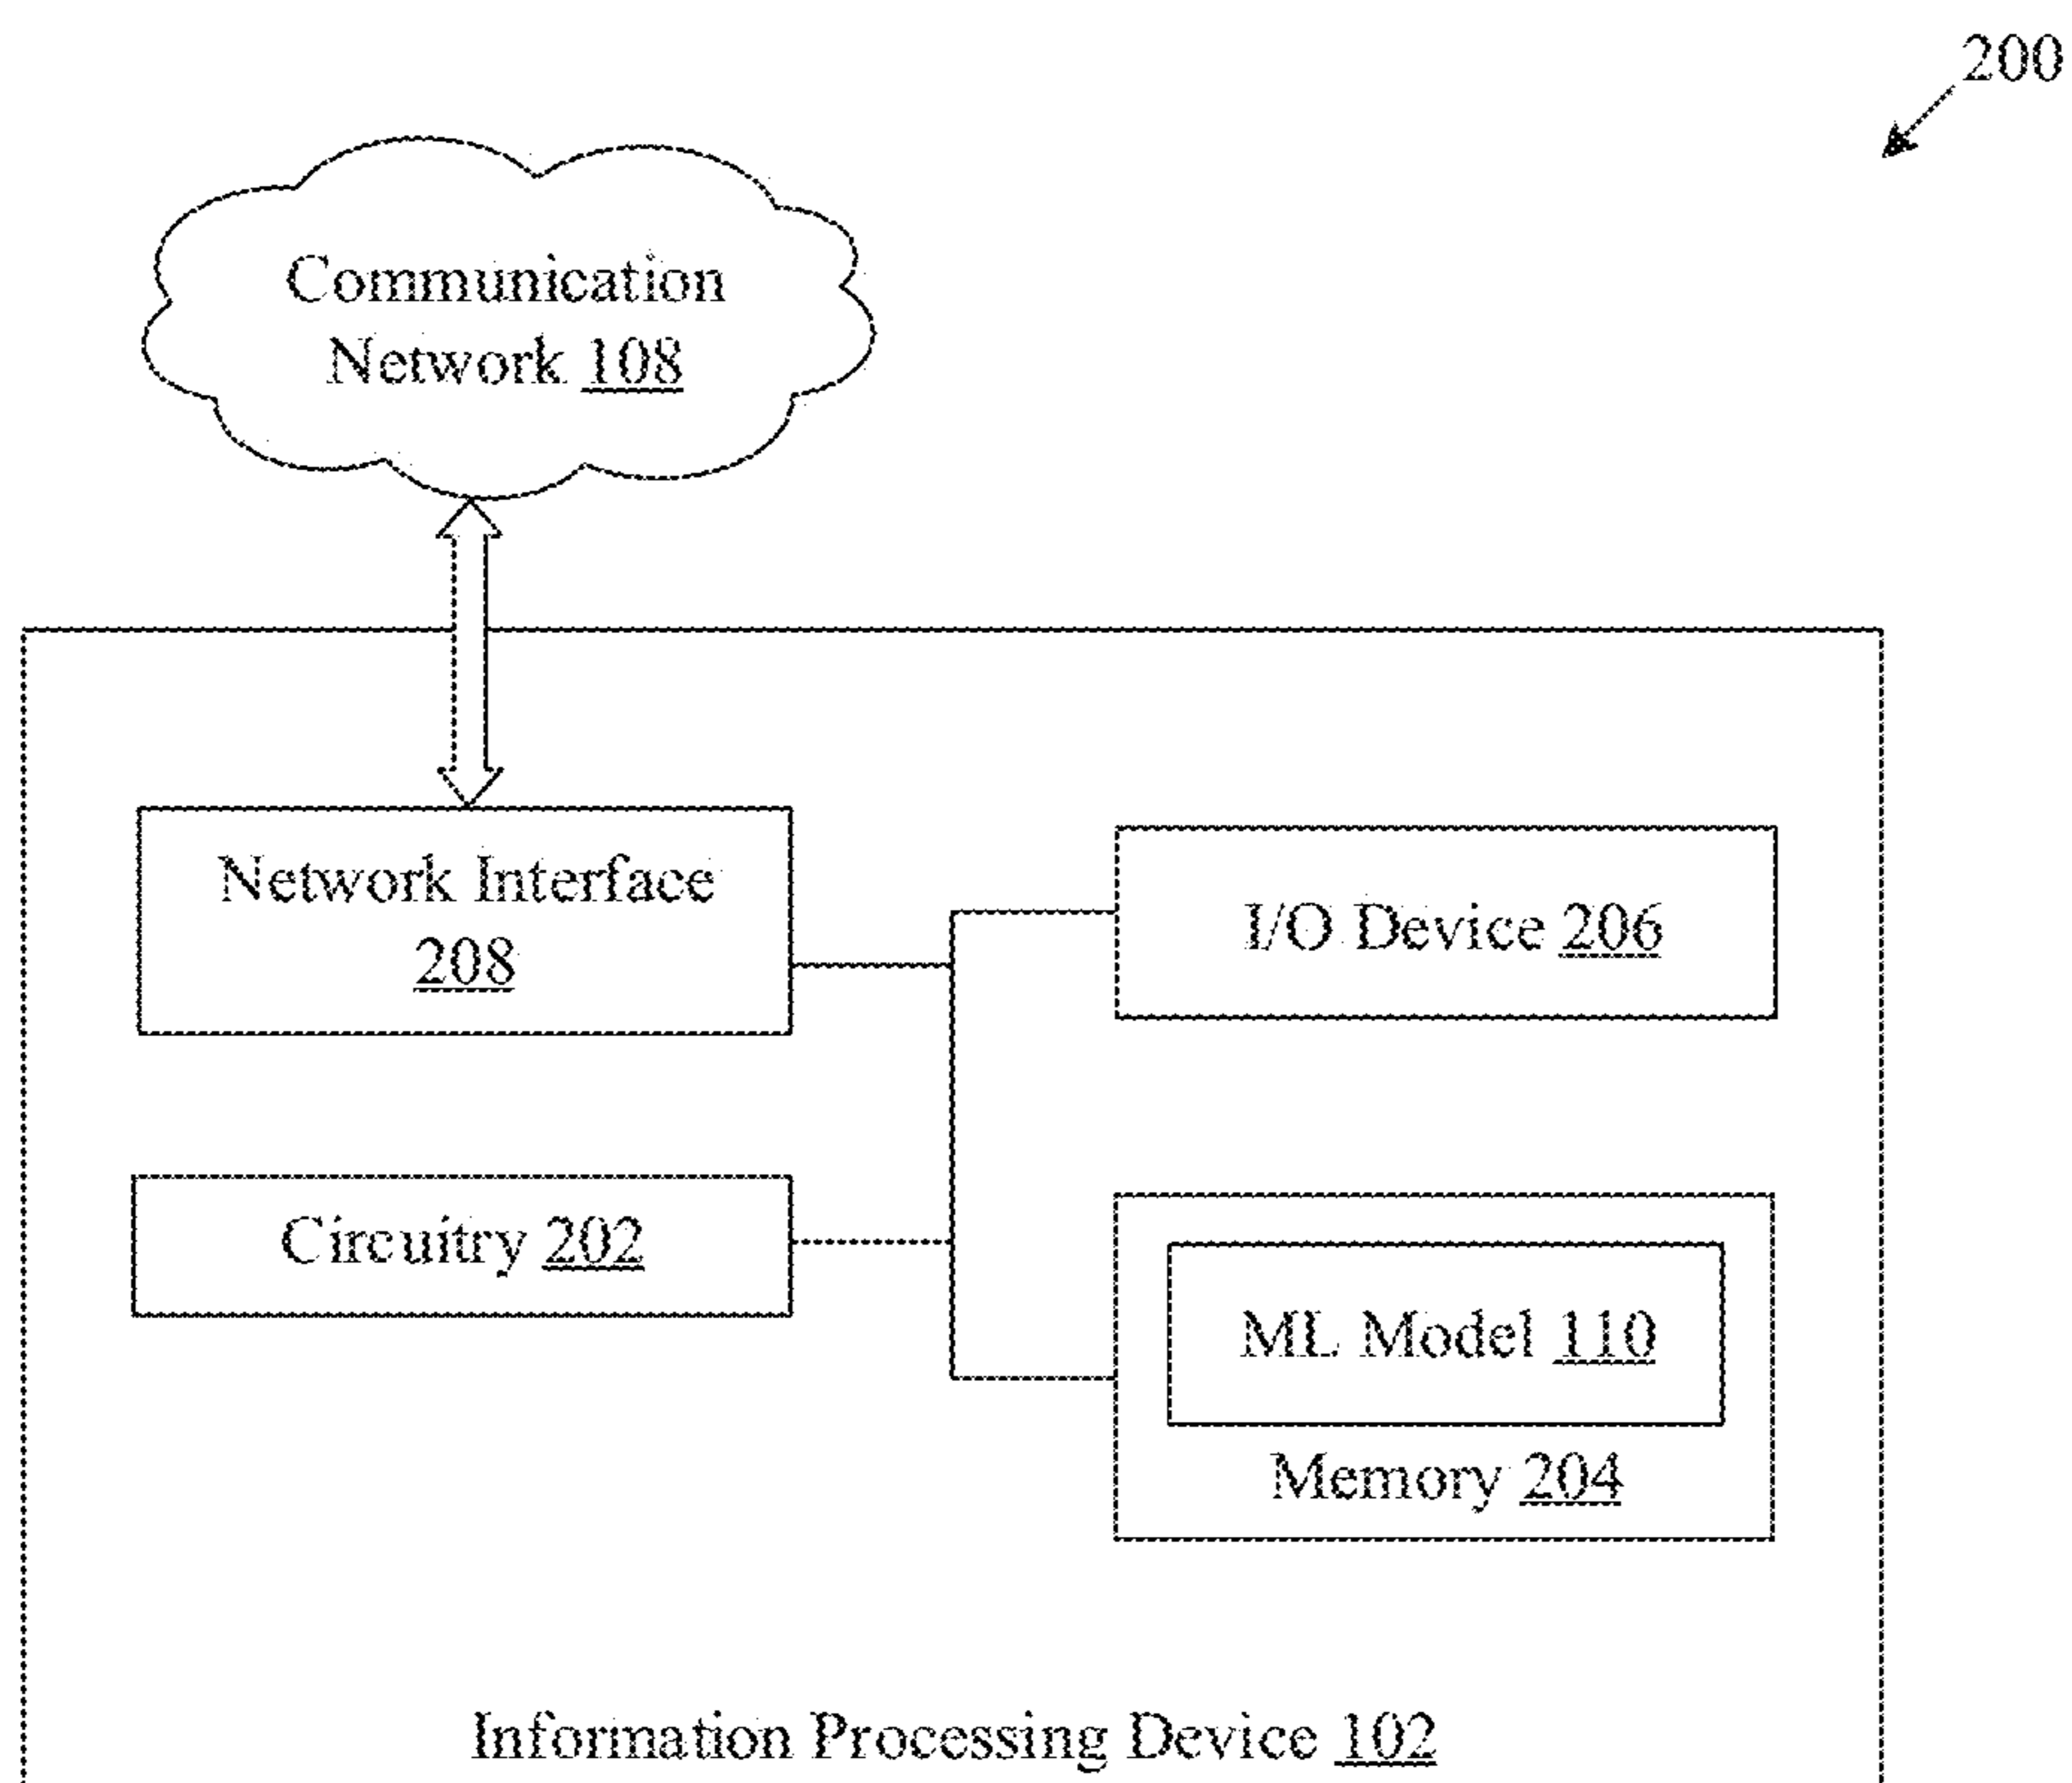 200
Communication
Network 108
Network Interface
208
I/O Device 206
Circuitry 202
ML Model 110
Memory 204
Information Processing Device 102